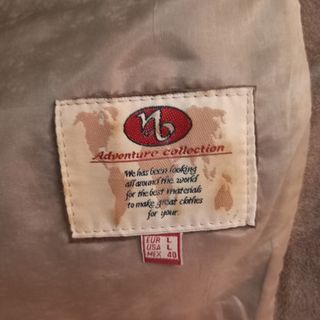 Adventure collection
We has been looking
all around the world
for the best materials
to make great clothes
for your.
EUR L
USA L
MEX 40